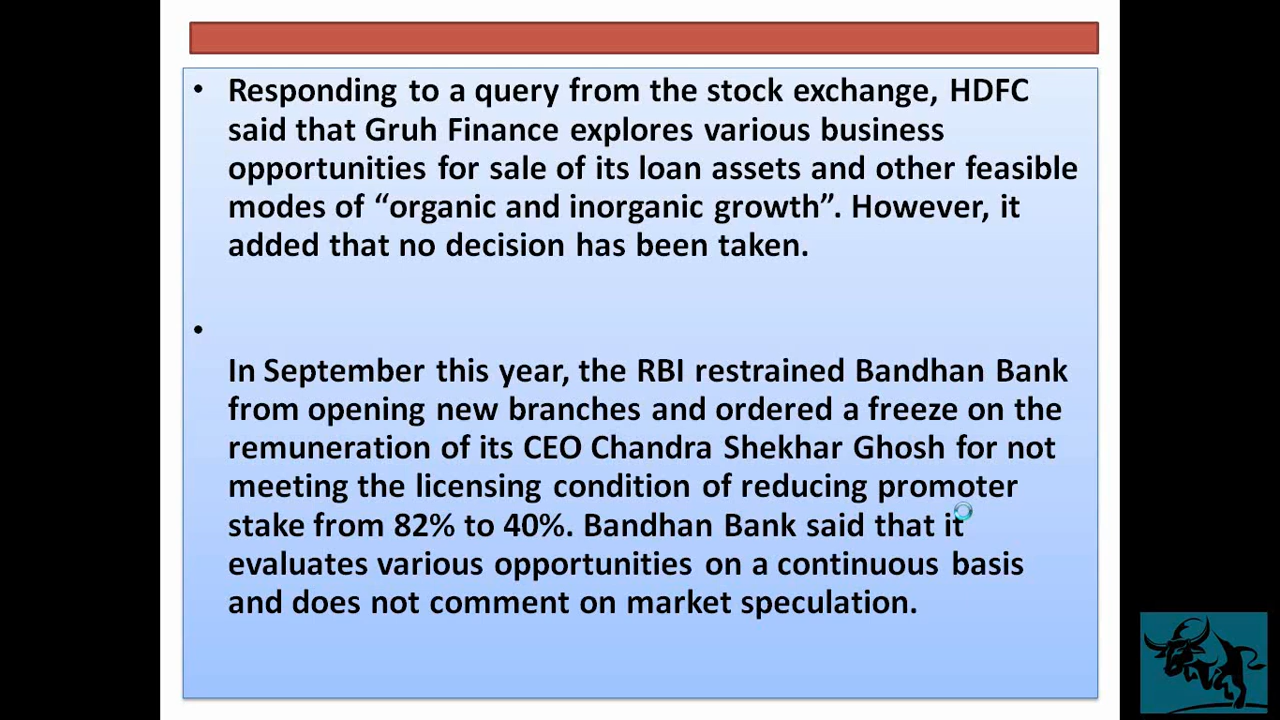 • Responding to a query from the stock exchange, HDFC
said that Gruh Finance explores various business
opportunities for sale of its loan assets and other feasible
modes of “organic and inorganic growth”. However, it
added that no decision has been taken.
•
In September this year, the RBI restrained Bandhan Bank
from opening new branches and ordered a freeze on the
remuneration of its CEO Chandra Shekhar Ghosh for not
meeting the licensing condition of reducing promoter
stake from 82% to 40%. Bandhan Bank said that it
evaluates various opportunities on a continuous basis
and does not comment on market speculation.